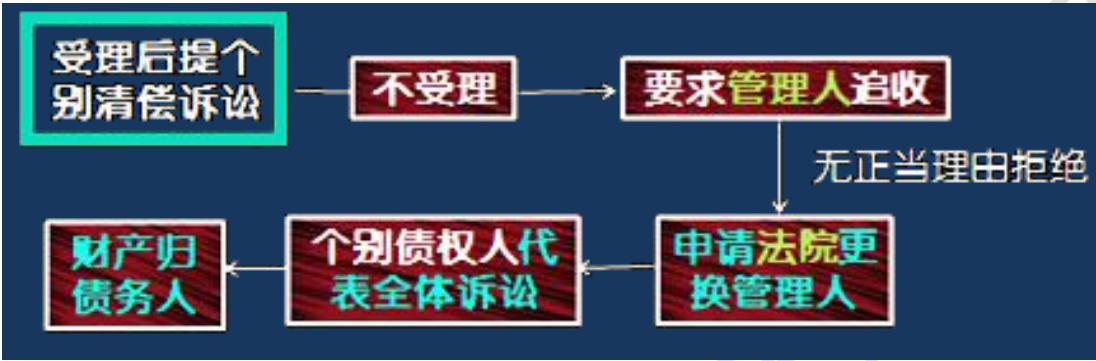 受理后提个
别清偿诉讼
不受理
要求管理人追收
无正当理由拒绝
申请法院更
换管理人
个别债权人代
表全体诉讼
财产归
债务人